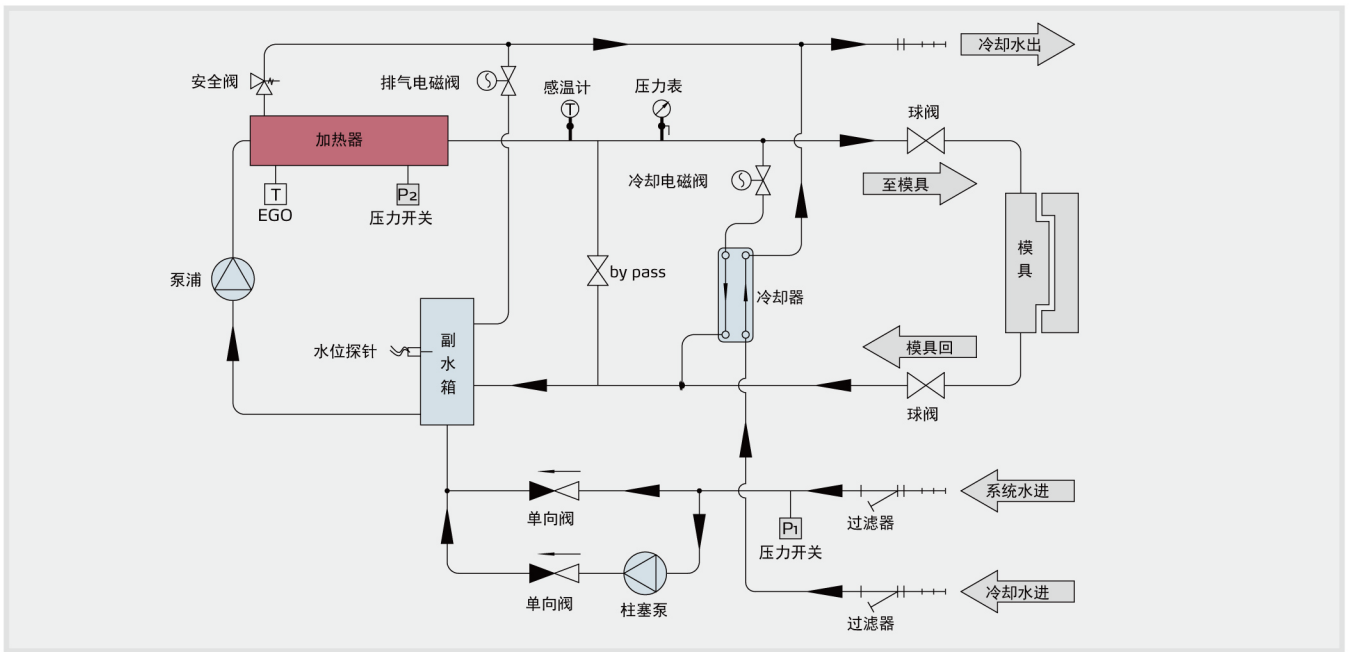 冷却水出
安全阀
排气电磁阀
感温计
压力表
球阀
T
加热器
冷却电磁阀
至模具
T
P2
EGO
压力开关
模具
泵浦
by pass
冷却器
副水箱
水位探针
模具回
球阀
系统水进
单向阀
P1
过滤器
压力开关
单向阀
柱塞泵
冷却水进
过滤器